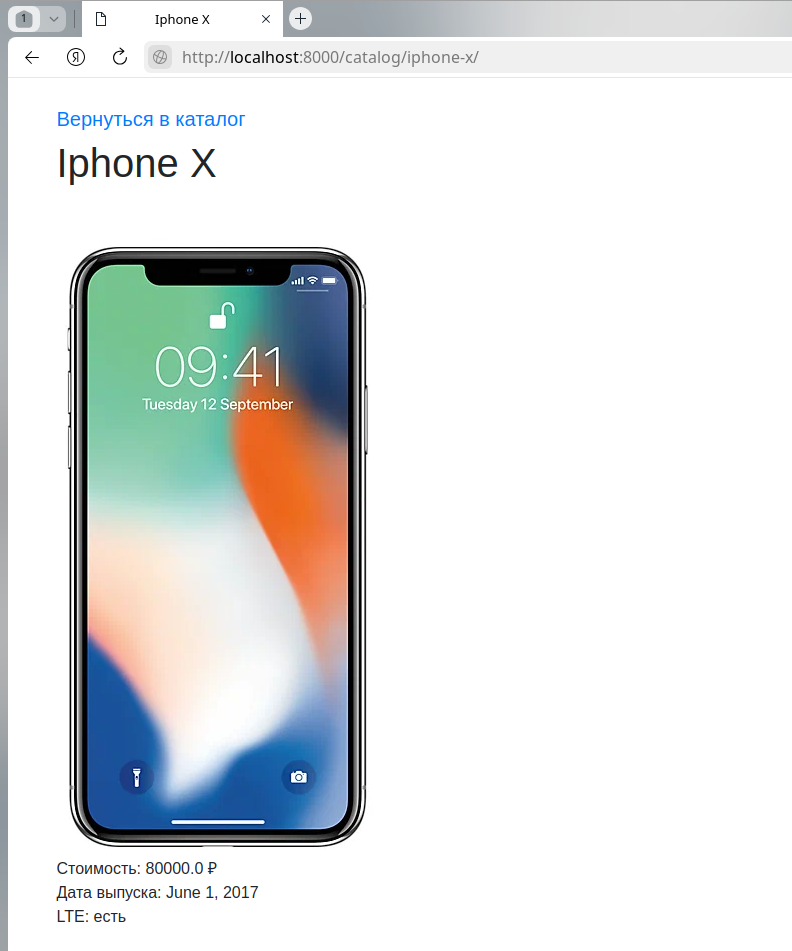 1
Iphone X
http://localhost:8000/catalog/iphone-x/
Вернуться в каталог
Iphone X
09:41
Tuesday 12 September
Стоимость: 80000.0 ₽
Дата выпуска: June 1, 2017
LTE: есть